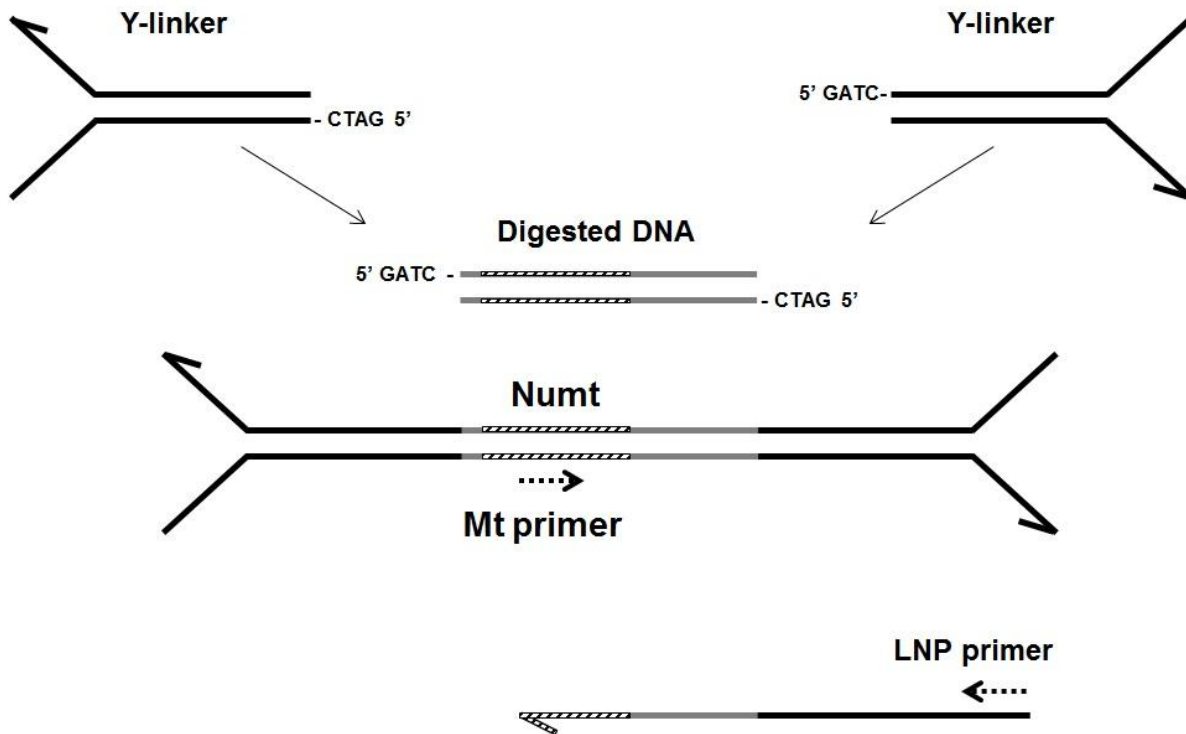 Y-linker
Y-linker
5’ GATC-
- CTAG 5’
Digested DNA
5’ GATC -
- CTAG 5’
Numt
Mt primer
LNP primer